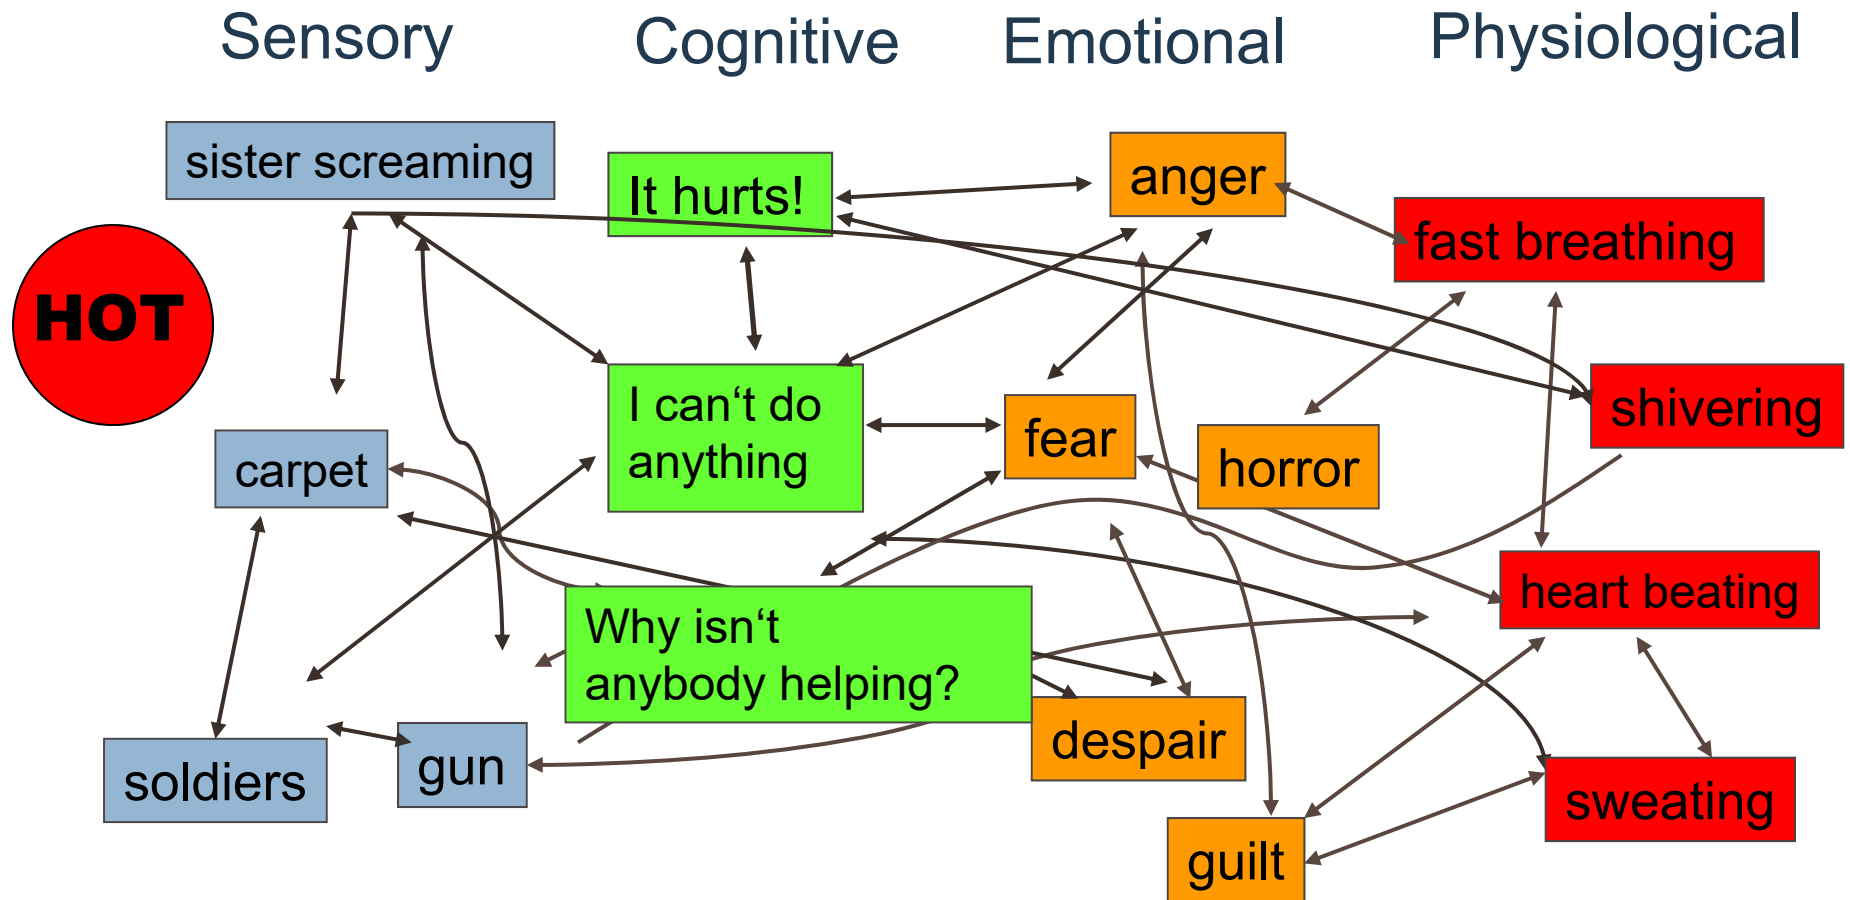 Sensory
Cognitive
Emotional
Physiological
sister screaming
It hurts!
anger
fast breathing
HOT
I can‘t do
anything
fear
horror
shivering
carpet
Why isn‘t
anybody helping?
heart beating
soldiers
gun
despair
sweating
guilt